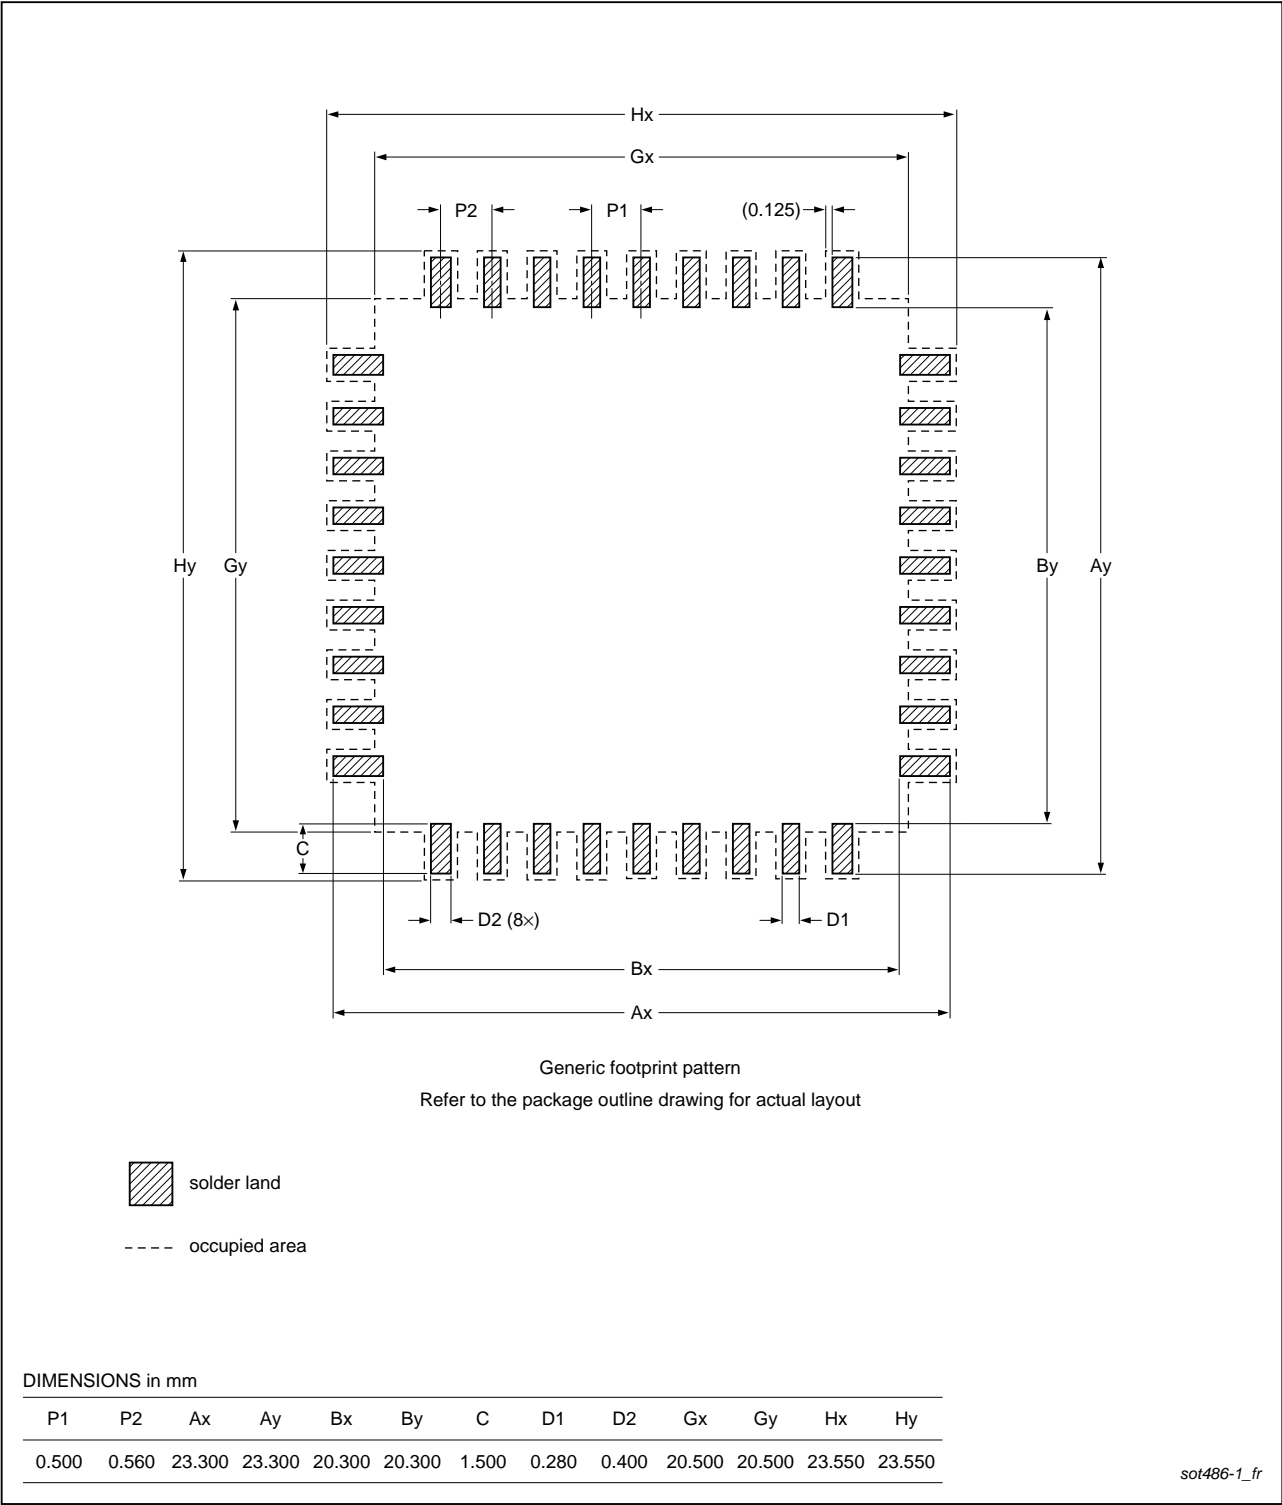 Hx
Gx
P2 P1 (0.125)
Hy Gy By Ay
C
D2 (8×) D1
Bx
Ax
Generic footprint pattern
Refer to the package outline drawing for actual layout
solder land
occupied area
DIMENSIONS in mm
P1 P2 Ax Ay Bx By C D1 D2 Gx Gy Hx Hy
0.500 0.560 23.300 23.300 20.300 20.300 1.500 0.280 0.400 20.500 20.500 23.550 23.550
sot486-1_fr